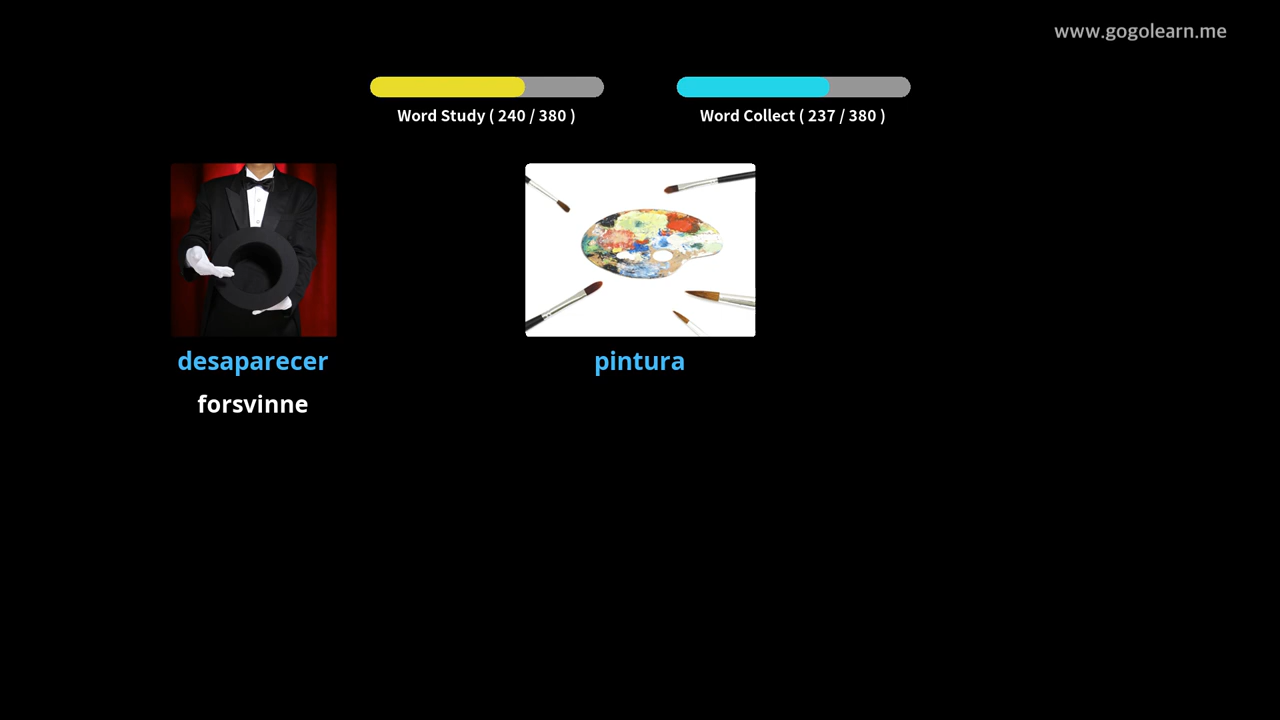 www.gogolearn.me
Word Study ( 240 / 380 )
Word Collect ( 237 / 380 )
desaparecer
forsvinne
pintura